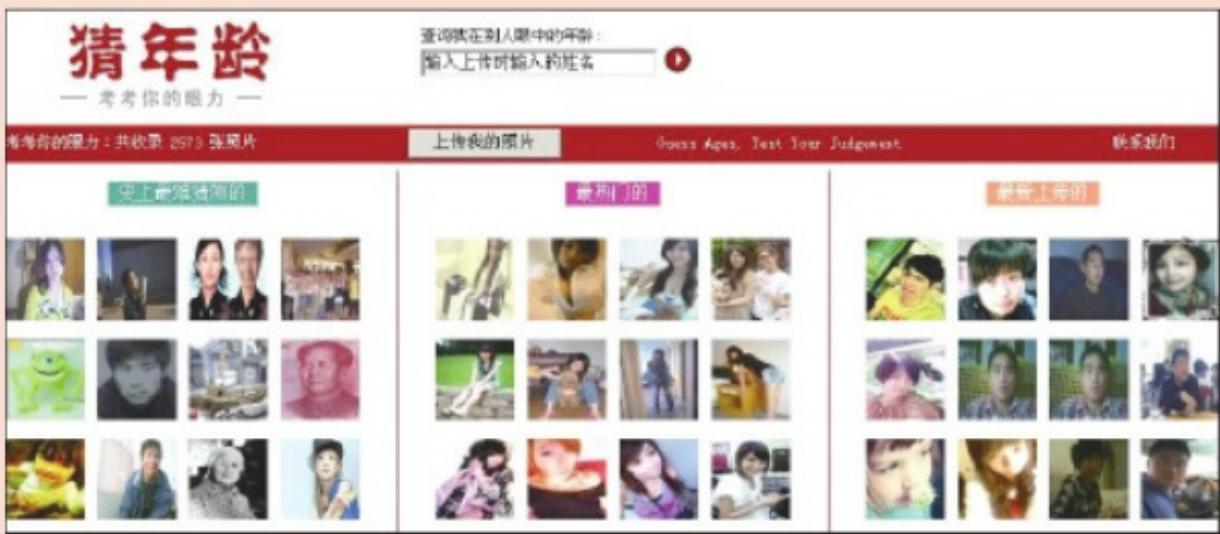 猜年龄
考考你的眼力
查询我在别人眼中的年龄：
输入上传时输入的姓名
考考你的眼力：共收录 2573 张照片
上传我的照片
Guess Ages, Test Your Judgement
联系我们
史上最难猜测的
最热门的
最新上传的